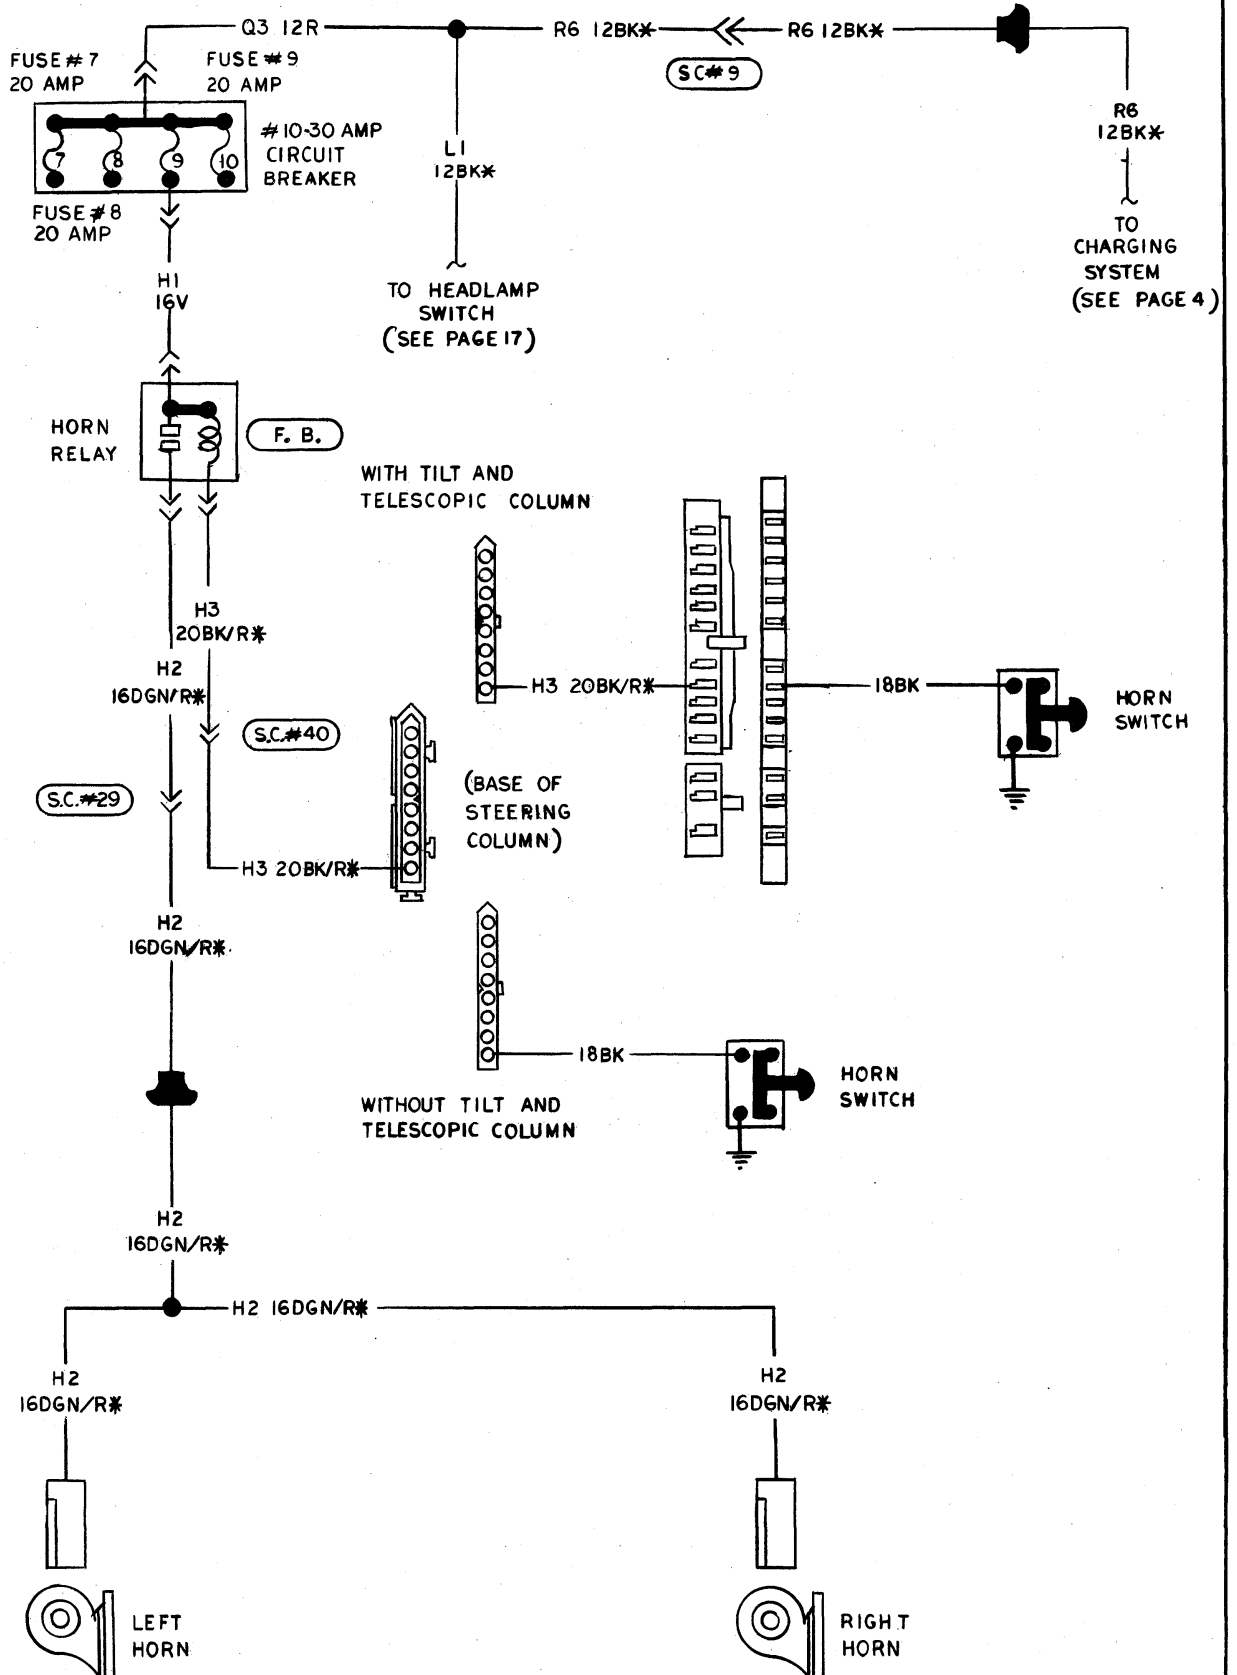 Q3 12R
R6 12BK*
R6 12BK*
SC#9
FUSE #7
20 AMP
FUSE #9
20 AMP
R6
12BK*
7
8
9
10
#10-30 AMP
CIRCUIT
BREAKER
L1
12BK*
FUSE #8
20 AMP
TO
CHARGING
SYSTEM
(SEE PAGE 4)
H1
16V
TO HEADLAMP
SWITCH
(SEE PAGE 17)
HORN
RELAY
F. B.
WITH TILT AND
TELESCOPIC COLUMN
H3
20BK/R*
H2
16DGN/R*
H3 20BK/R*
18BK
HORN
SWITCH
S.C.#40
S.C.#29
(BASE OF
STEERING
COLUMN)
H3 20BK/R*
H2
16DGN/R*
18BK
HORN
SWITCH
WITHOUT TILT AND
TELESCOPIC COLUMN
H2
16DGN/R*
H2 16DGN/R*
H2
16DGN/R*
H2
16DGN/R*
LEFT
HORN
RIGHT
HORN